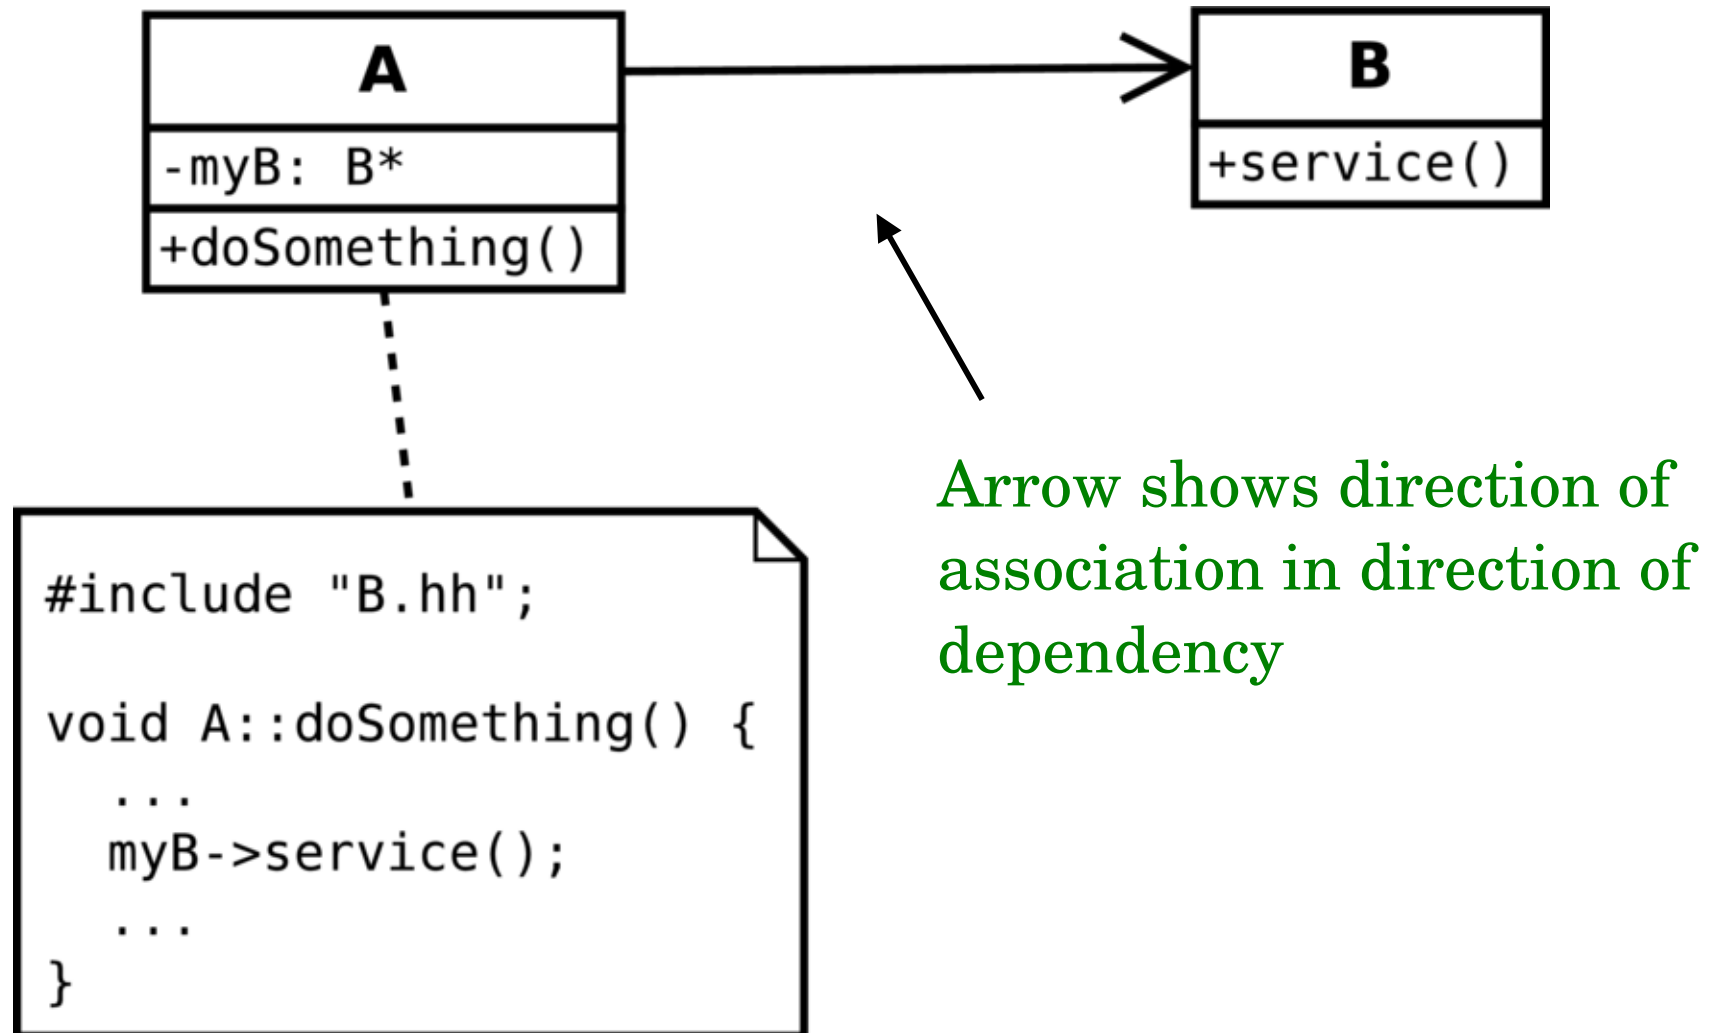 A
-myB: B*
+doSomething()
B
+service()
#include "B.hh";
void A::doSomething() {
...
myB->service();
...
}
Arrow shows direction of
association in direction of
dependency